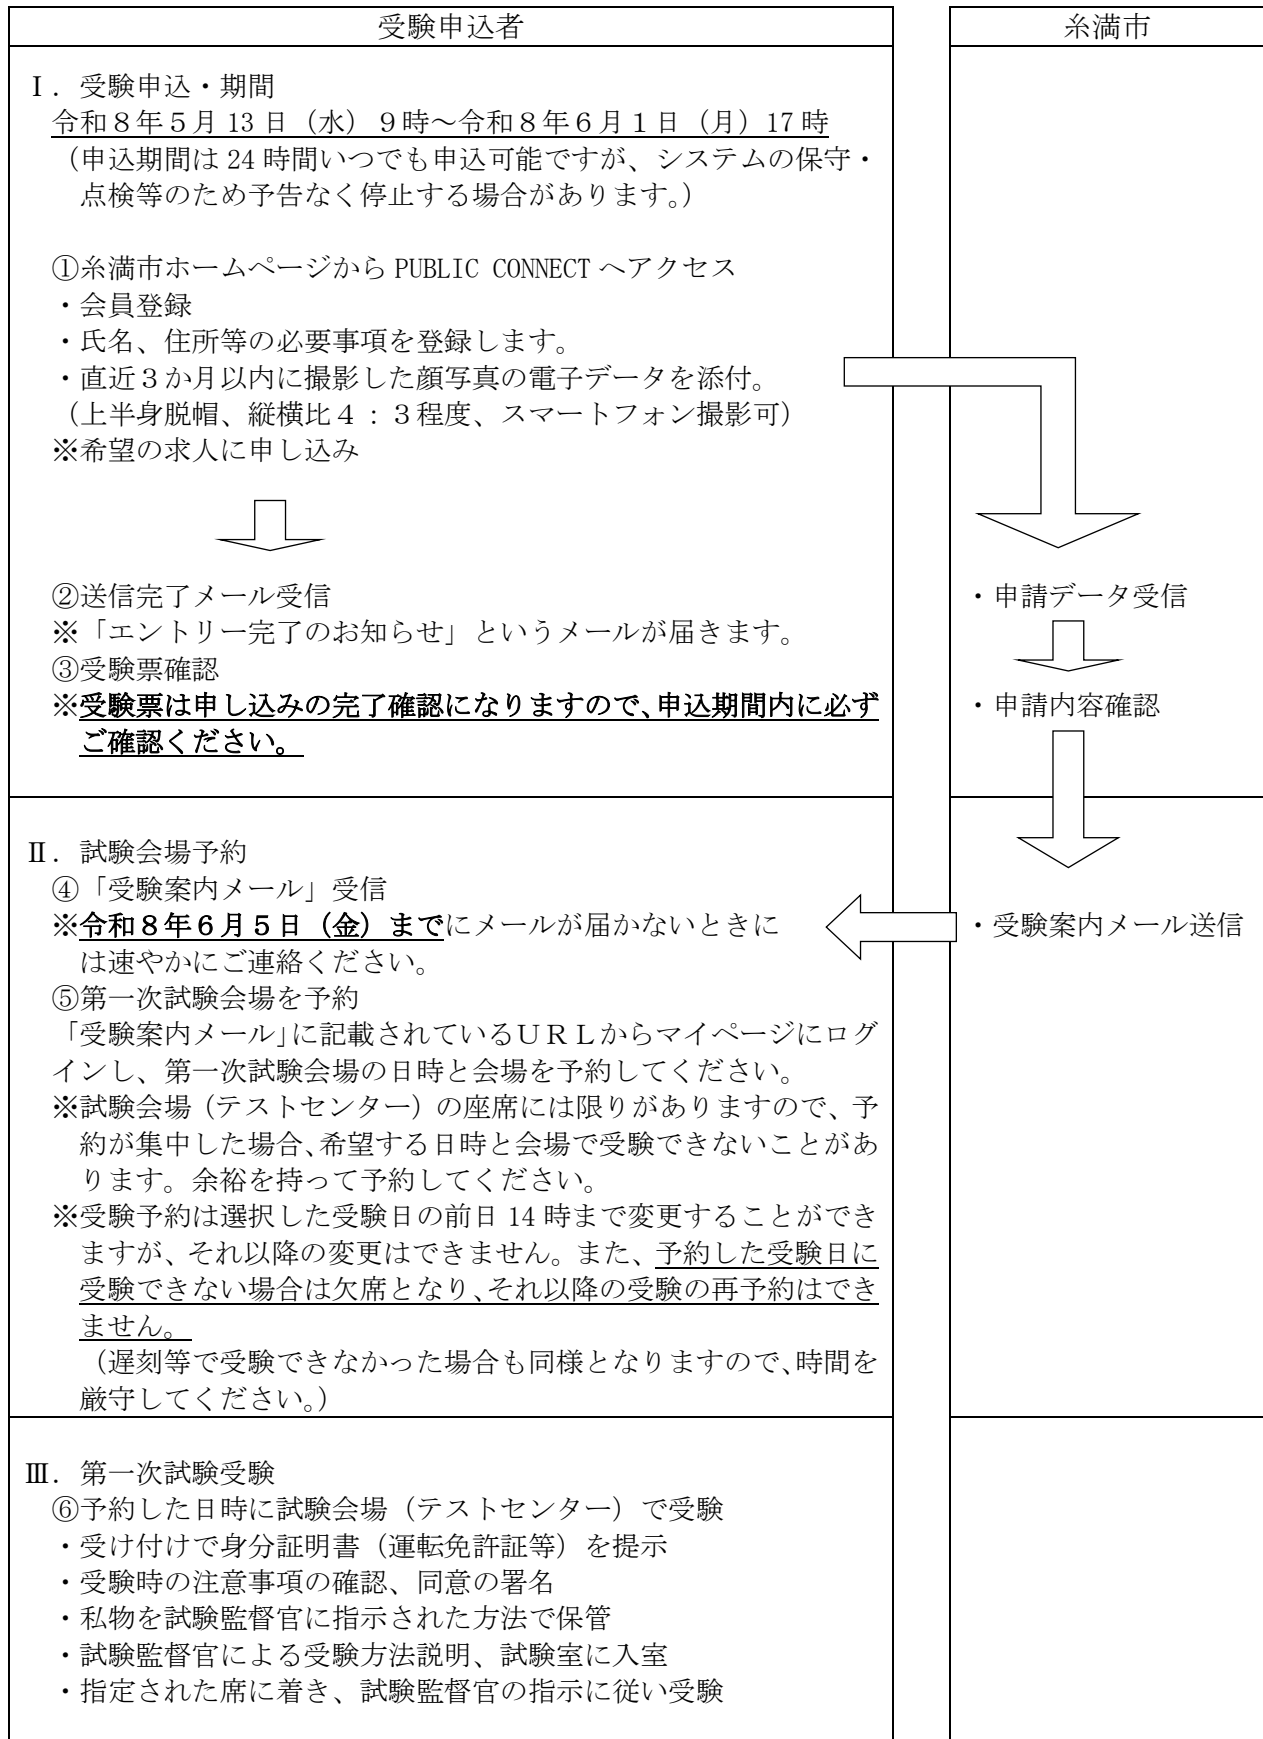 受験申込者
糸満市
Ⅰ．受験申込・期間
令和８年５月 13 日（水）９時～令和８年６月１日（月）17 時
（申込期間は 24 時間いつでも申込可能ですが、システムの保守・
点検等のため予告なく停止する場合があります。）
①糸満市ホームページから PUBLIC CONNECT へアクセス
・会員登録
・氏名、住所等の必要事項を登録します。
・直近３か月以内に撮影した顔写真の電子データを添付。
（上半身脱帽、縦横比４：３程度、スマートフォン撮影可）
※希望の求人に申し込み
②送信完了メール受信
※「エントリー完了のお知らせ」というメールが届きます。
③受験票確認
※受験票は申し込みの完了確認になりますので、申込期間内に必ず
ご確認ください。
・申請データ受信
・申請内容確認
Ⅱ．試験会場予約
④「受験案内メール」受信
※令和８年６月５日（金）までにメールが届かないときに
は速やかにご連絡ください。
・受験案内メール送信
⑤第一次試験会場を予約
「受験案内メール」に記載されているＵＲＬからマイページにログ
インし、第一次試験会場の日時と会場を予約してください。
※試験会場（テストセンター）の座席には限りがありますので、予
約が集中した場合、希望する日時と会場で受験できないことがあ
ります。余裕を持って予約してください。
※受験予約は選択した受験日の前日 14 時まで変更することができ
ますが、それ以降の変更はできません。また、予約した受験日に
受験できない場合は欠席となり、それ以降の受験の再予約はでき
ません。
（遅刻等で受験できなかった場合も同様となりますので、時間を
厳守してください。）
Ⅲ．第一次試験受験
⑥予約した日時に試験会場（テストセンター）で受験
・受け付けで身分証明書（運転免許証等）を提示
・受験時の注意事項の確認、同意の署名
・私物を試験監督官に指示された方法で保管
・試験監督官による受験方法説明、試験室に入室
・指定された席に着き、試験監督官の指示に従い受験